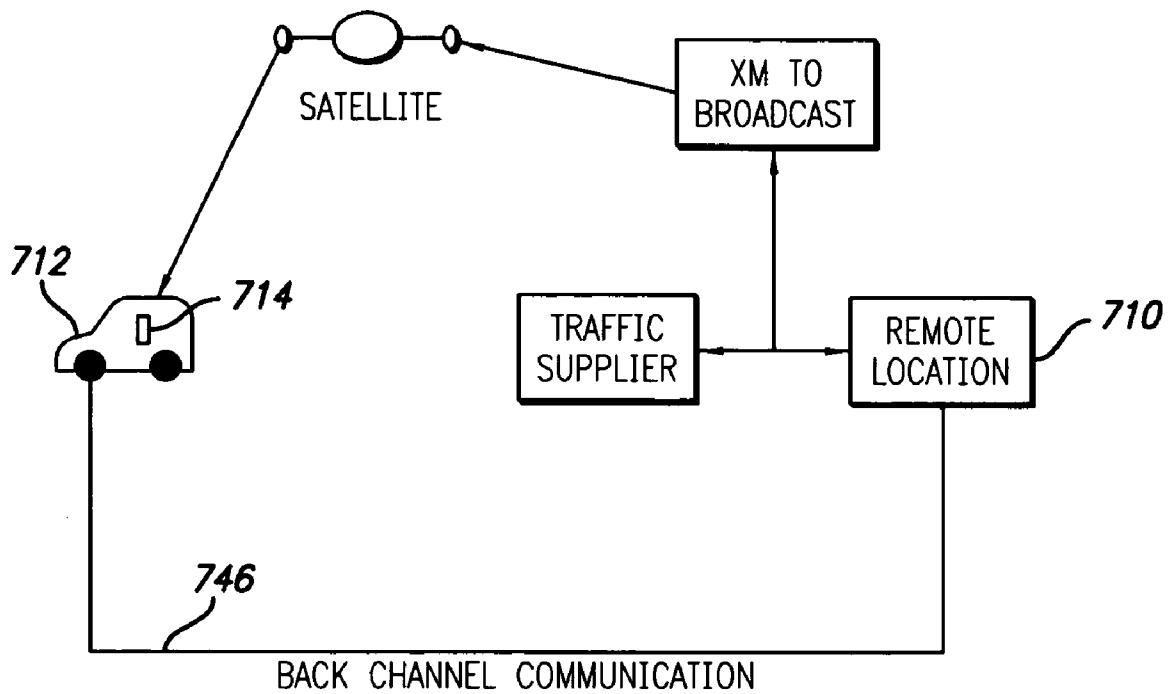 SATELLITE
XM TO
BROADCAST
712
714
TRAFFIC
SUPPLIER
REMOTE
LOCATION
710
746
BACK CHANNEL COMMUNICATION